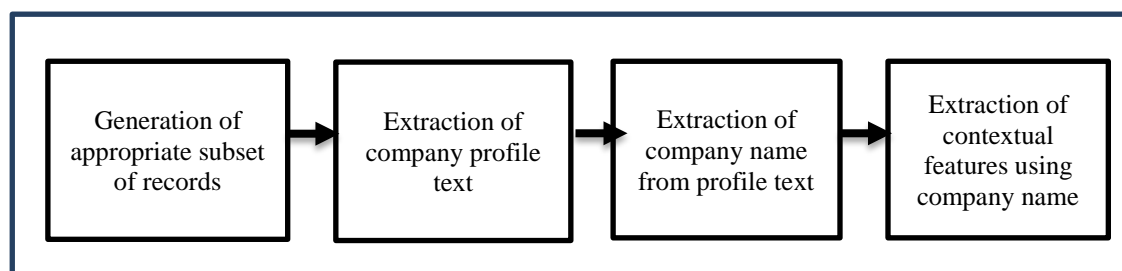 Generation of
appropriate subset
of records
Extraction of
company profile
text
Extraction of
company name
from profile text
Extraction of
contextual
features using
company name